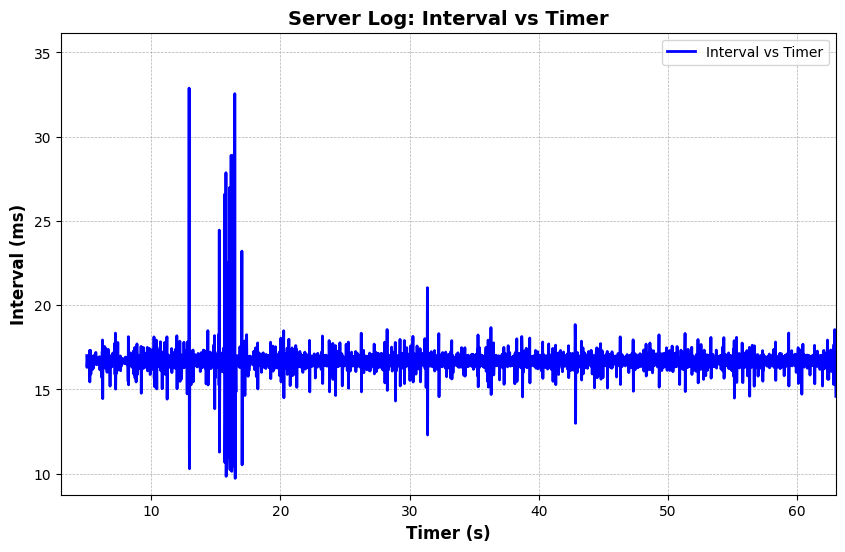 Server Log: Interval vs Timer
Interval vs Timer
35
30
25
20
15
10
Interval (ms)
10 20 30 40 50 60
Timer (s)